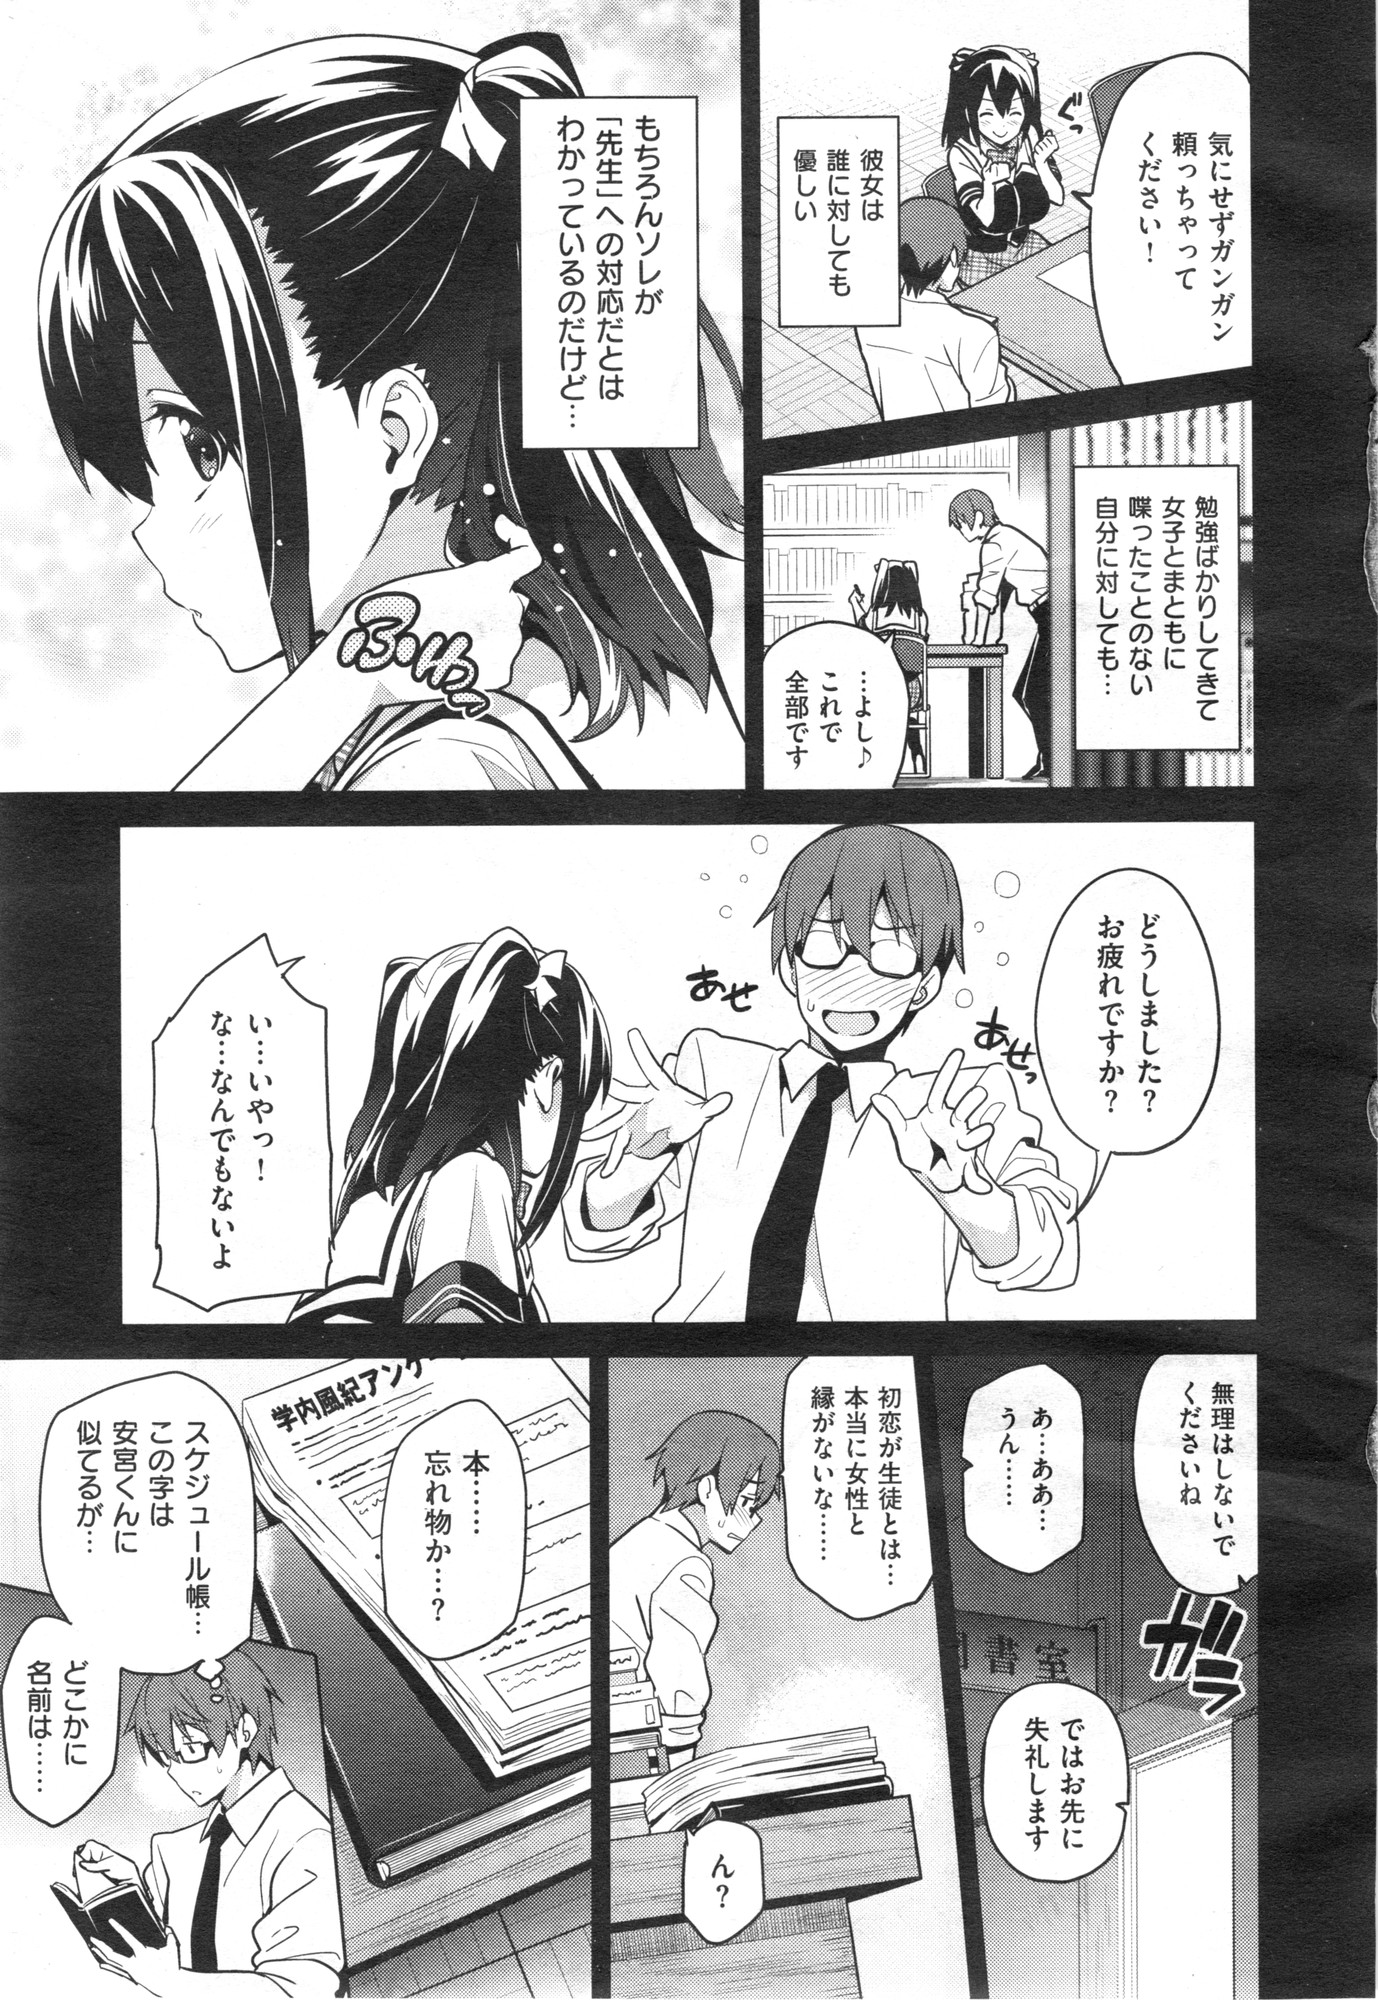 気にせずガンガン
頼っちゃって
ください！
ぐっ
彼女は
誰に対しても
優しい
勉強ばかりしてきて
女子とまともに
喋ったことのない
自分に対しても…
…よし♪
これで
全部です
もちろんソレが
「先生」への対応だとは
わかっているのだけど…
ふわっ
どうしました？
お疲れですか？
あせ
あせっ
い…いやっ！
な…なんでもないよ
無理はしないで
くださいね
あ…ああ
うん……
ガラ
図書室
ではお先に
失礼します
初恋が生徒とは…
本当に女性と
縁がないな……
ん？
学内風紀アンケー
本……
忘れ物か…？
スケジュール帳…
この字は
安宮くんに
似てるが…
どこかに
名前は……